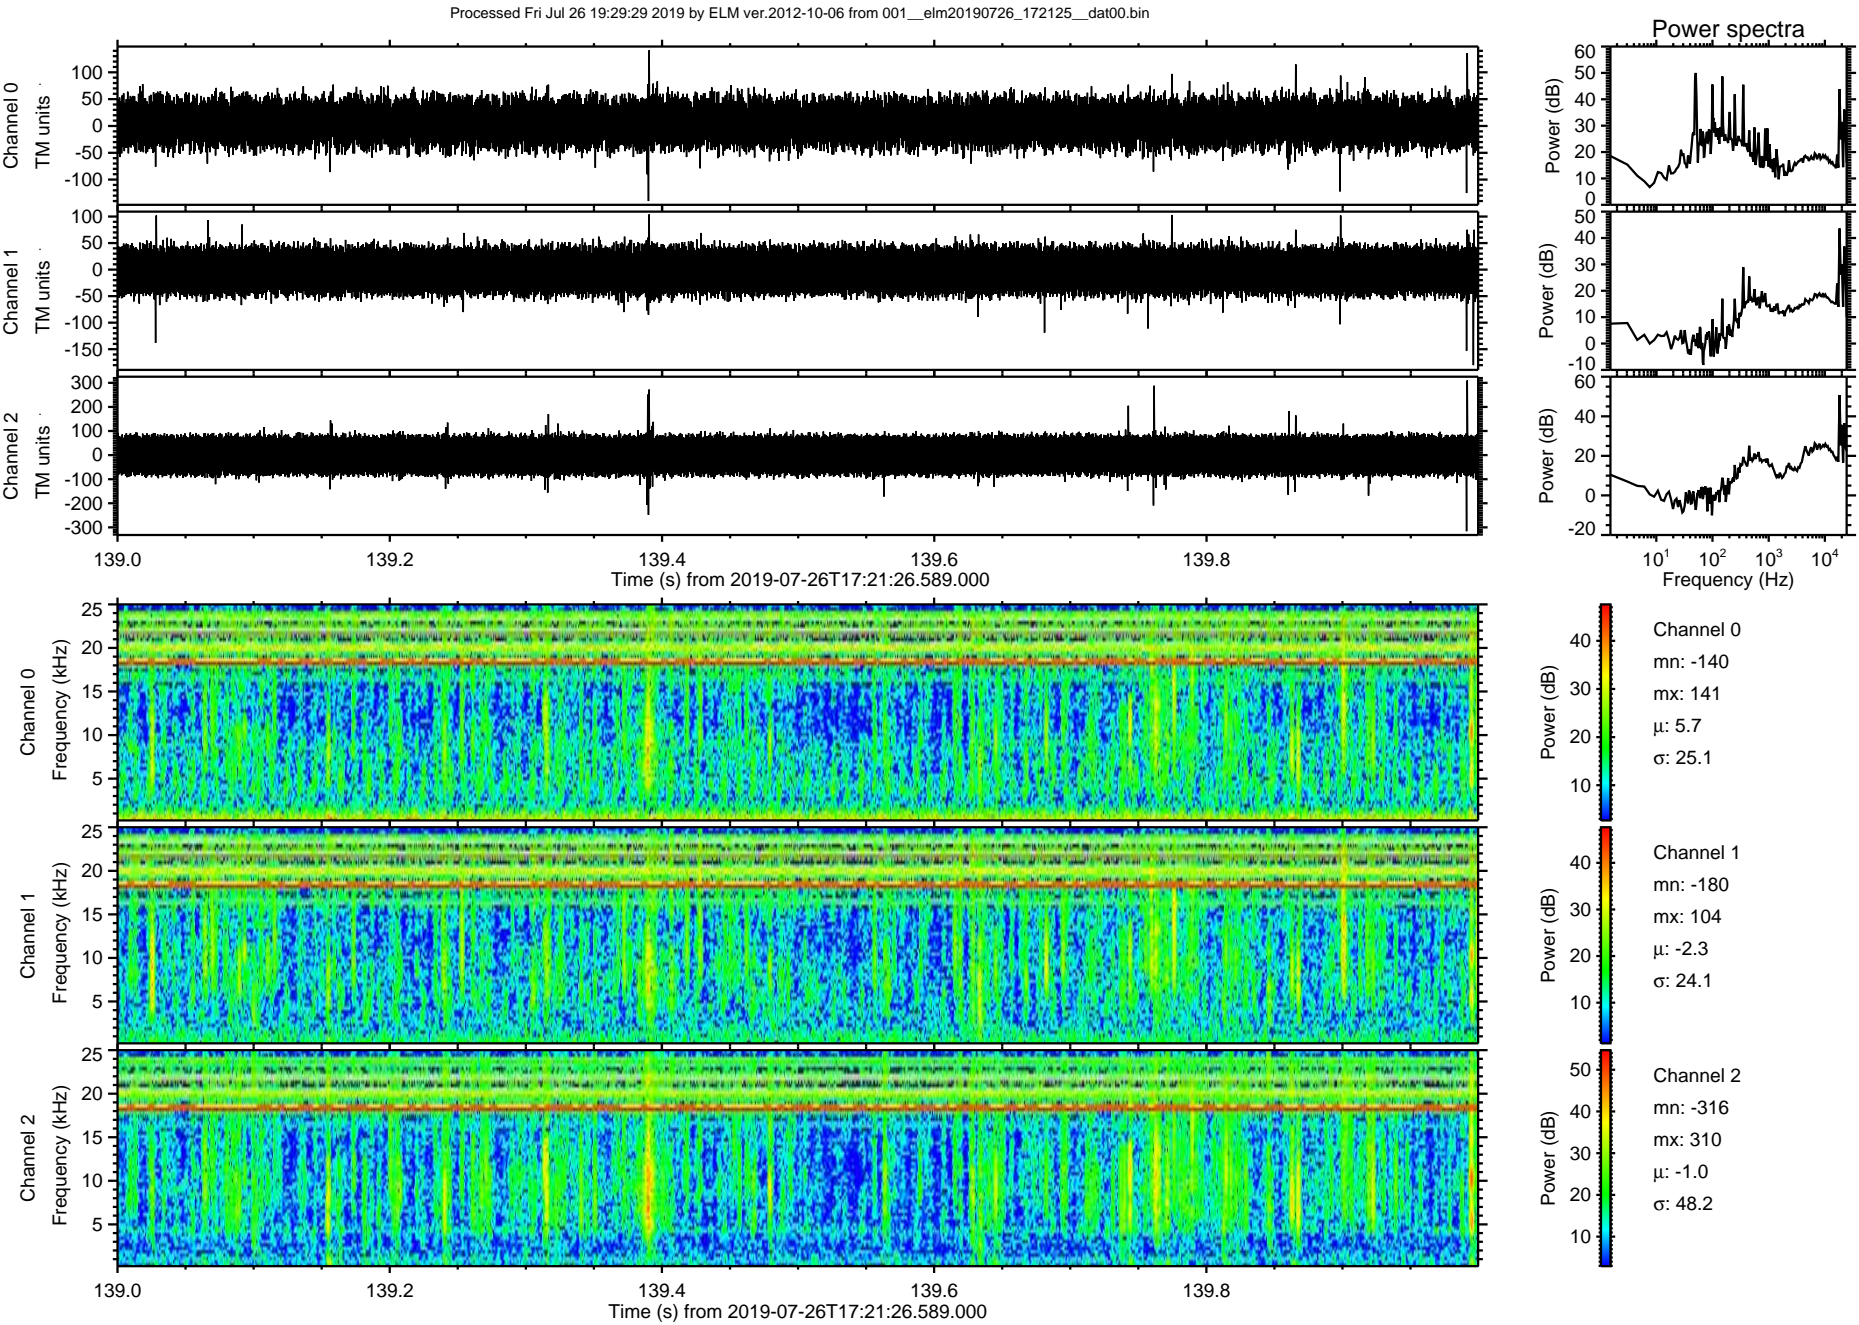 Processed Fri Jul 26 19:29:29 2019 by ELM ver.2012-10-06 from 001__elm20190726_172125__dat00.bin
Power spectra
Channel 0
TM units
100
50
0
-50
-100
Power (dB)
60
50
40
30
20
10
0
Channel 1
TM units
100
50
0
-50
-100
-150
Power (dB)
50
40
30
20
10
0
-10
Channel 2
TM units
300
200
100
0
-100
-200
-300
Power (dB)
60
40
20
0
-20
139.0 139.2 139.4 139.6 139.8
Time (s) from 2019-07-26T17:21:26.589.000
10¹ 10² 10³ 10⁴
Frequency (Hz)
Channel 0
Frequency (kHz)
25
20
15
10
5
Power (dB)
40
30
20
10
Channel 0
mn: -140
mx: 141
μ: 5.7
σ: 25.1
Channel 1
Frequency (kHz)
25
20
15
10
5
Power (dB)
40
30
20
10
Channel 1
mn: -180
mx: 104
μ: -2.3
σ: 24.1
Channel 2
Frequency (kHz)
25
20
15
10
5
Power (dB)
50
40
30
20
10
Channel 2
mn: -316
mx: 310
μ: -1.0
σ: 48.2
139.0 139.2 139.4 139.6 139.8
Time (s) from 2019-07-26T17:21:26.589.000